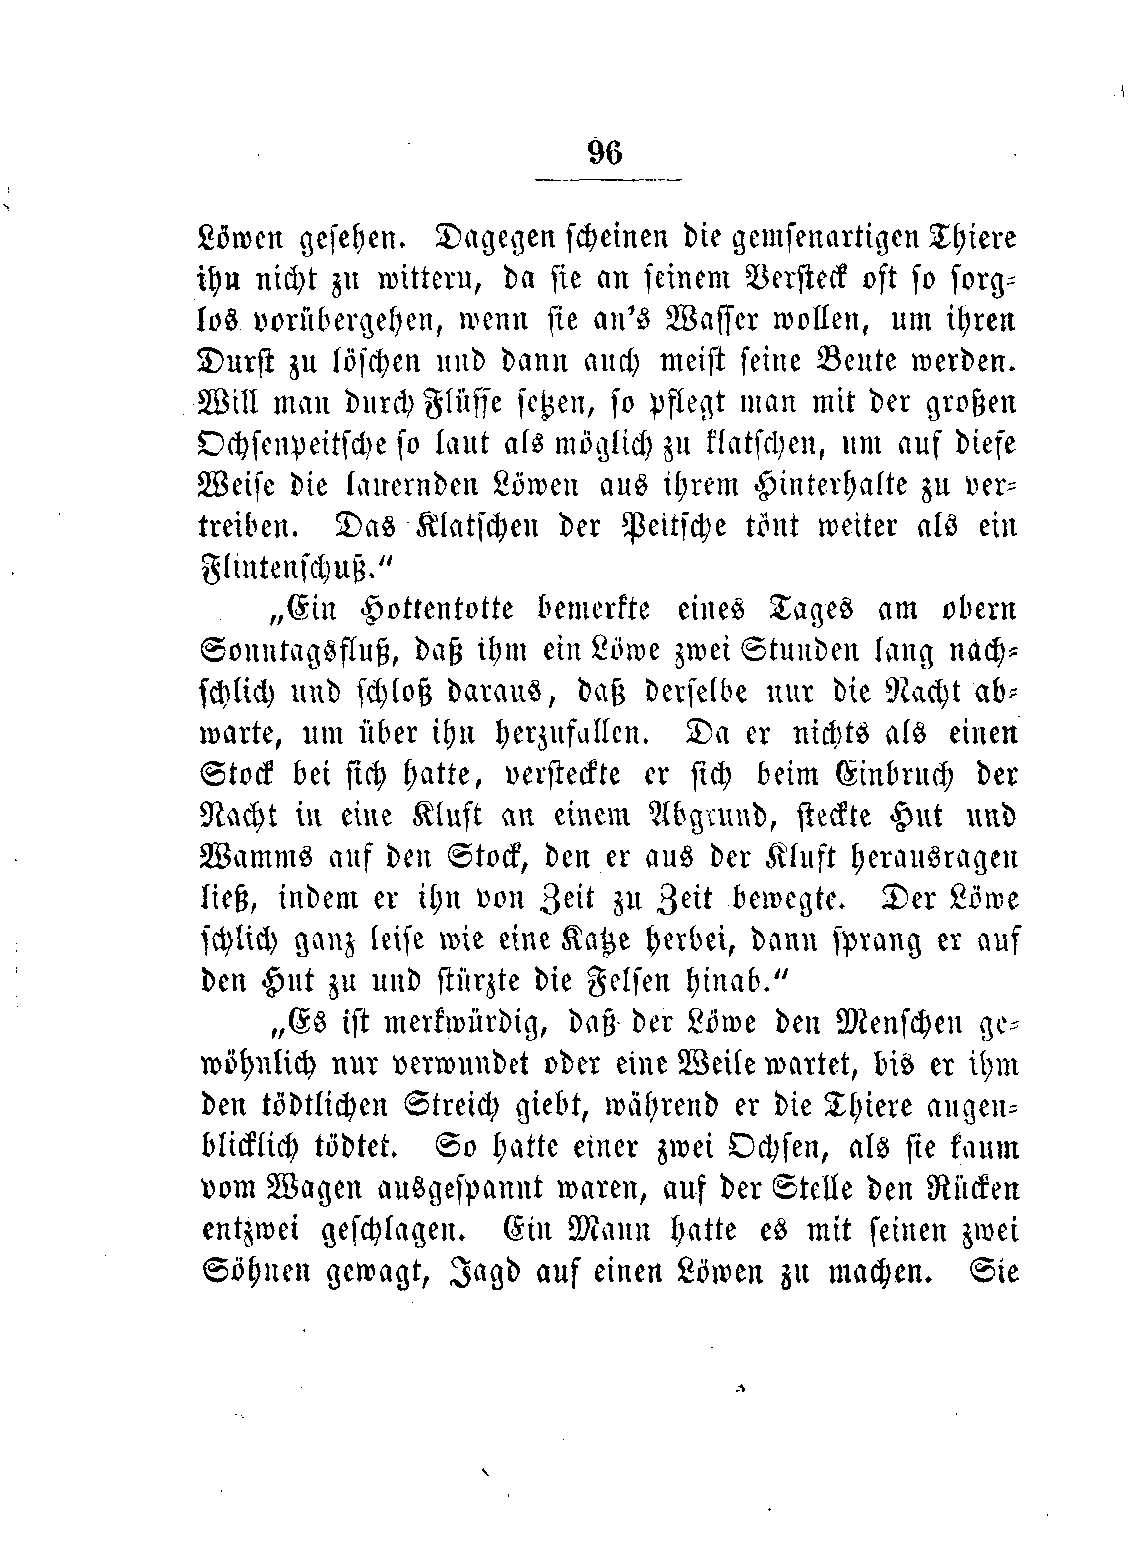 96
Löwen gesehen. Dagegen scheinen die gemsenartigen Thiere
ihn nicht zu wittern, da sie an seinem Versteck oft so sorg-
los vorübergehen, wenn sie an's Wasser wollen, um ihren
Durst zu löschen und dann auch meist seine Beute werden.
Will man durch Flüsse setzen, so pflegt man mit der großen
Ochsenpeitsche so laut als möglich zu klatschen, um auf diese
Weise die lauernden Löwen aus ihrem Hinterhalte zu ver-
treiben. Das Klatschen der Peitsche tönt weiter als ein
Flintenschuß.“
„Ein Hottentotte bemerkte eines Tages am obern
Sonntagsfluß, daß ihm ein Löwe zwei Stunden lang nach-
schlich und schloß daraus, daß derselbe nur die Nacht ab-
warte, um über ihn herzufallen. Da er nichts als einen
Stock bei sich hatte, versteckte er sich beim Einbruch der
Nacht in eine Kluft an einem Abgrund, steckte Hut und
Wamms auf den Stock, den er aus der Kluft herausragen
ließ, indem er ihn von Zeit zu Zeit bewegte. Der Löwe
schlich ganz leise wie eine Katze herbei, dann sprang er auf
den Hut zu und stürzte die Felsen hinab.“
„Es ist merkwürdig, daß der Löwe den Menschen ge-
wöhnlich nur verwundet oder eine Weile wartet, bis er ihm
den tödtlichen Streich giebt, während er die Thiere augen-
blicklich tödtet. So hatte einer zwei Ochsen, als sie kaum
vom Wagen ausgespannt waren, auf der Stelle den Rücken
entzwei geschlagen. Ein Mann hatte es mit seinen zwei
Söhnen gewagt, Jagd auf einen Löwen zu machen. Sie